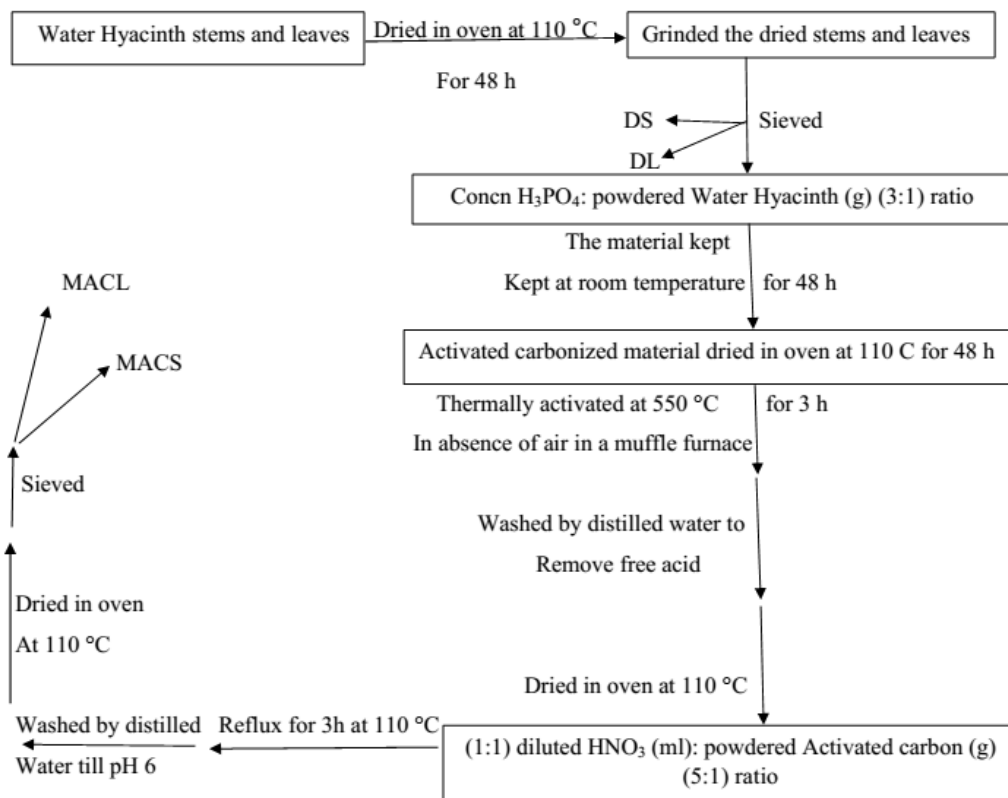 Water Hyacinth stems and leaves
Dried in oven at 110 °C
For 48 h
Grinded the dried stems and leaves
Sieved
DS
DL
Concn H₃PO₄: powdered Water Hyacinth (g) (3:1) ratio
The material kept
Kept at room temperature for 48 h
Activated carbonized material dried in oven at 110 C for 48 h
Thermally activated at 550 °C for 3 h
In absence of air in a muffle furnace
Washed by distilled water to
Remove free acid
Dried in oven at 110 °C
(1:1) diluted HNO₃ (ml): powdered Activated carbon (g)
(5:1) ratio
Reflux for 3h at 110 °C
Washed by distilled
Water till pH 6
Dried in oven
At 110 °C
Sieved
MACL
MACS